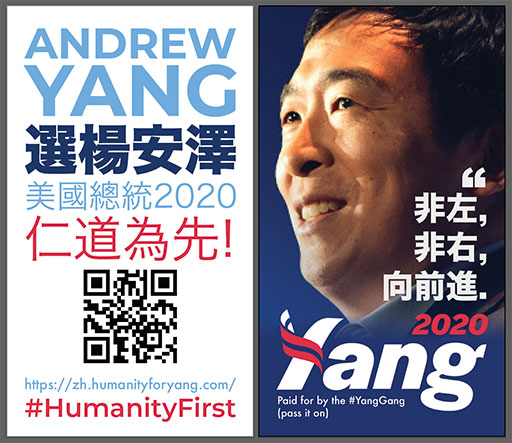 ANDREW
YANG
選楊安澤
美國總統2020
仁道為先!
https://zh.humanityforyang.com/
#HumanityFirst
“
非左,
非右,
向前進.
2020
Yang
Paid for by the #YangGang
(pass it on)